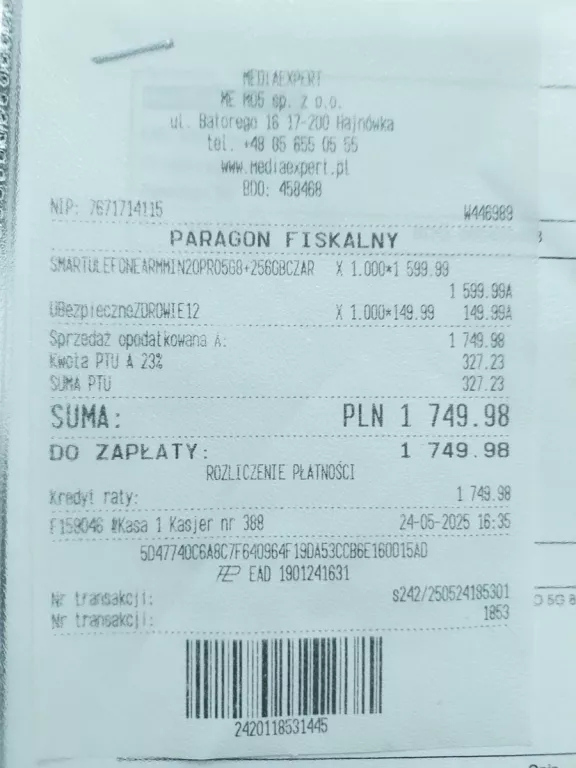 MEDIAEXPERT
ME M05 sp. z o.o.
ul. Batorego 16 17-200 Hajnówka
tel. +48 85 655 05 55
www.mediaexpert.pl
BDO: 458468
NIP: 7671714115 W446989
PARAGON FISKALNY
X 1.000*1 599.99
1 599.99A
UBezpieczneZDROWIE12 X 1.000*149.99 149.99A
Sprzedaż opodatkowana A: 1 749.98
Kwota PTU A 23% 327.23
SUMA PTU 327.23
SUMA: PLN 1 749.98
DO ZAPŁATY: 1 749.98
ROZLICZENIE PŁATNOŚCI
Kredyt raty: 1 749.98
F159046 #Kasa 1 Kasjer nr 388 24-05-2025 16:35
5D47740C6A8C7F640964F19DA53CCB6E160015AD
EAD 1901241631
Nr transakcji: s242/250524185301
Nr transakcji: 1853
2420118531445
5G 8